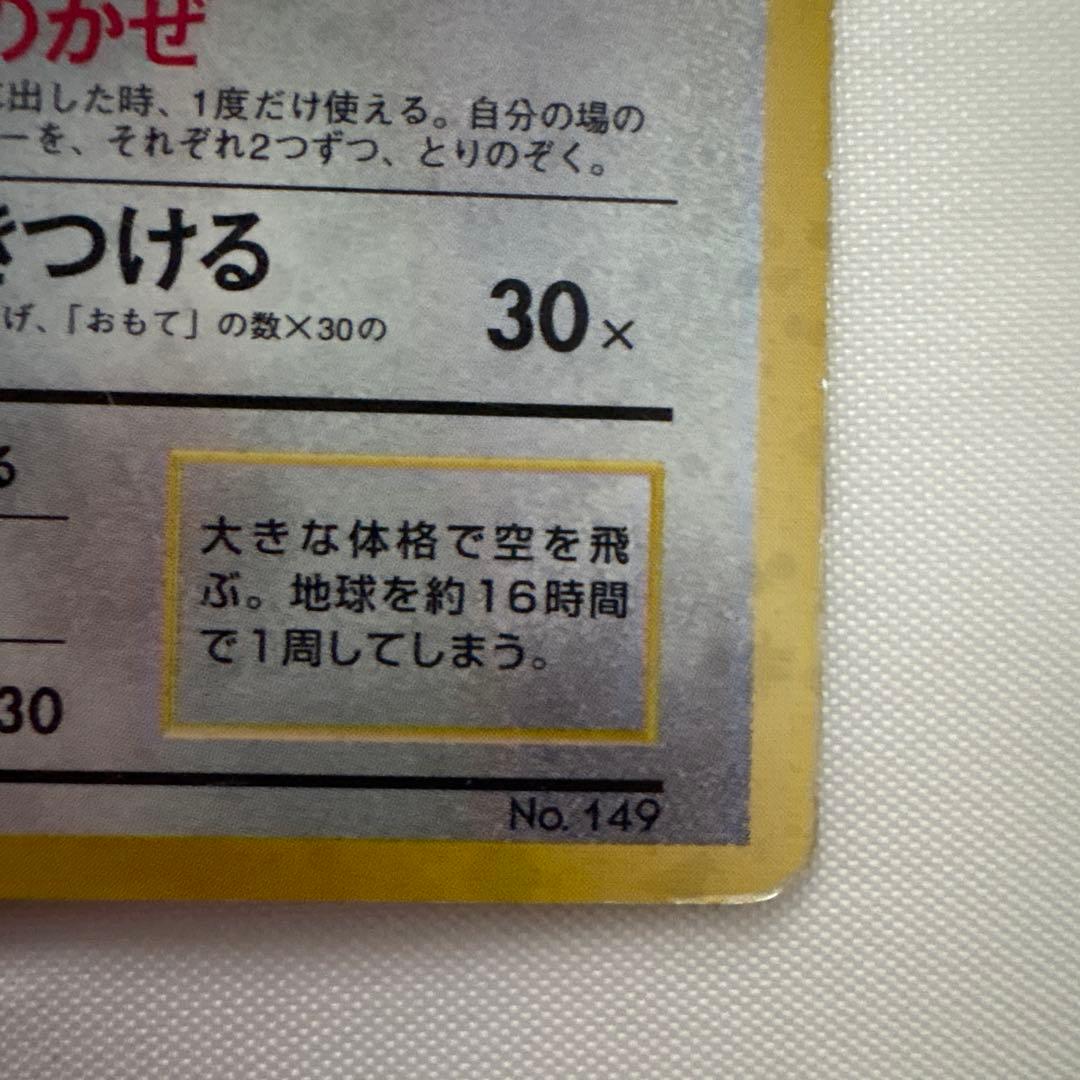 のかぜ
に出した時、1度だけ使える。自分の場の
ーを、それぞれ2つずつ、とりのぞく。
きつける
げ、「おもて」の数×30の
30×
る
大きな体格で空を飛
ぶ。地球を約16時間
で1周してしまう。
30
No. 149